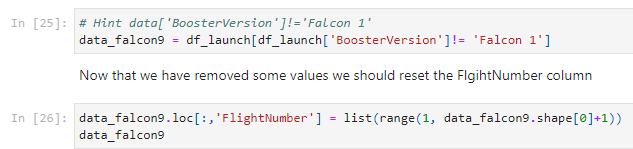 In [25]: # Hint data['BoosterVersion']!='Falcon 1'
data_falcon9 = df_launch[df_launch['BoosterVersion']!= 'Falcon 1']
Now that we have removed some values we should reset the FlgihtNumber column
In [26]: data_falcon9.loc[:,'FlightNumber'] = list(range(1, data_falcon9.shape[0]+1))
data_falcon9